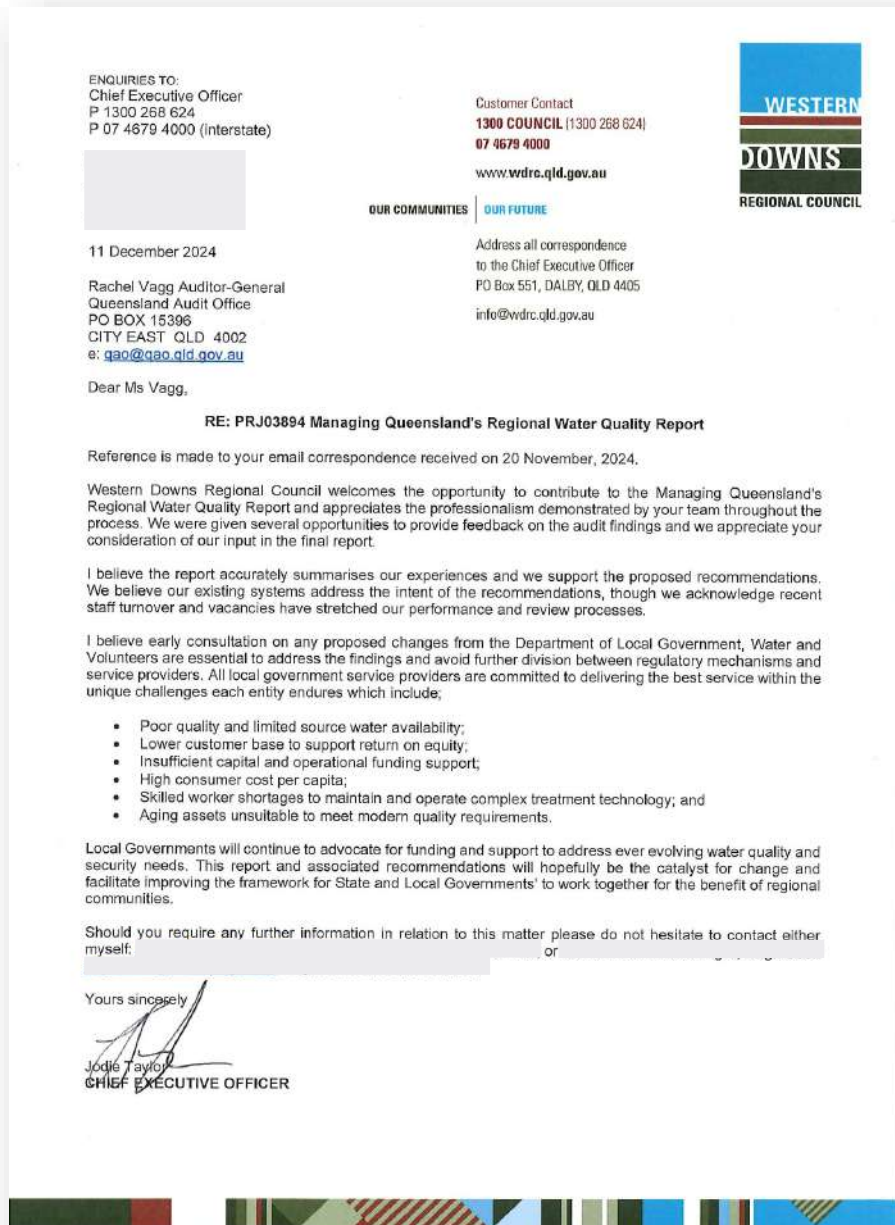 ENQUIRIES TO:
Chief Executive Officer
P 1300 268 624
P 07 4679 4000 (interstate)
Customer Contact
1300 COUNCIL (1300 268 624)
07 4679 4000
www.wdrc.qld.gov.au
OUR COMMUNITIES
OUR FUTURE
Address all correspondence
to the Chief Executive Officer
PO Box 551, DALBY, QLD 4405
info@wdrc.qld.gov.au
WESTERN
DOWNS
REGIONAL COUNCIL
11 December 2024
Rachel Vagg Auditor-General
Queensland Audit Office
PO BOX 15396
CITY EAST QLD 4002
e: qao@qao.qld.gov.au
Dear Ms Vagg,
RE: PRJ03894 Managing Queensland's Regional Water Quality Report
Reference is made to your email correspondence received on 20 November, 2024.
Western Downs Regional Council welcomes the opportunity to contribute to the Managing Queensland's
Regional Water Quality Report and appreciates the professionalism demonstrated by your team throughout the
process. We were given several opportunities to provide feedback on the audit findings and we appreciate your
consideration of our input in the final report.
I believe the report accurately summarises our experiences and we support the proposed recommendations.
We believe our existing systems address the intent of the recommendations, though we acknowledge recent
staff turnover and vacancies have stretched our performance and review processes.
I believe early consultation on any proposed changes from the Department of Local Government, Water and
Volunteers are essential to address the findings and avoid further division between regulatory mechanisms and
service providers. All local government service providers are committed to delivering the best service within the
unique challenges each entity endures which include;
• Poor quality and limited source water availability;
• Lower customer base to support return on equity;
• Insufficient capital and operational funding support;
• High consumer cost per capita;
• Skilled worker shortages to maintain and operate complex treatment technology; and
• Aging assets unsuitable to meet modern quality requirements.
Local Governments will continue to advocate for funding and support to address ever evolving water quality and
security needs. This report and associated recommendations will hopefully be the catalyst for change and
facilitate improving the framework for State and Local Governments' to work together for the benefit of regional
communities.
Should you require any further information in relation to this matter please do not hesitate to contact either
myself: or
Yours sincerely
Jodie Taylor
CHIEF EXECUTIVE OFFICER